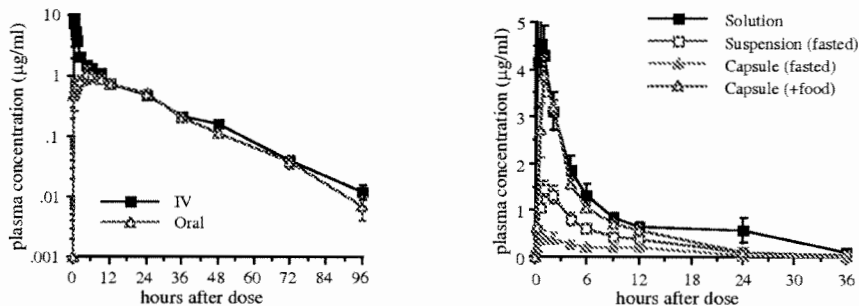 10
1
.1
.01
.001
plasma concentration (µg/ml)
IV
Oral
0 12 24 36 48 60 72 84 96
hours after dose
5
4
3
2
1
0
plasma concentration (µg/ml)
Solution
Suspension (fasted)
Capsule (fasted)
Capsule (+food)
0 6 12 18 24 30 36
hours after dose